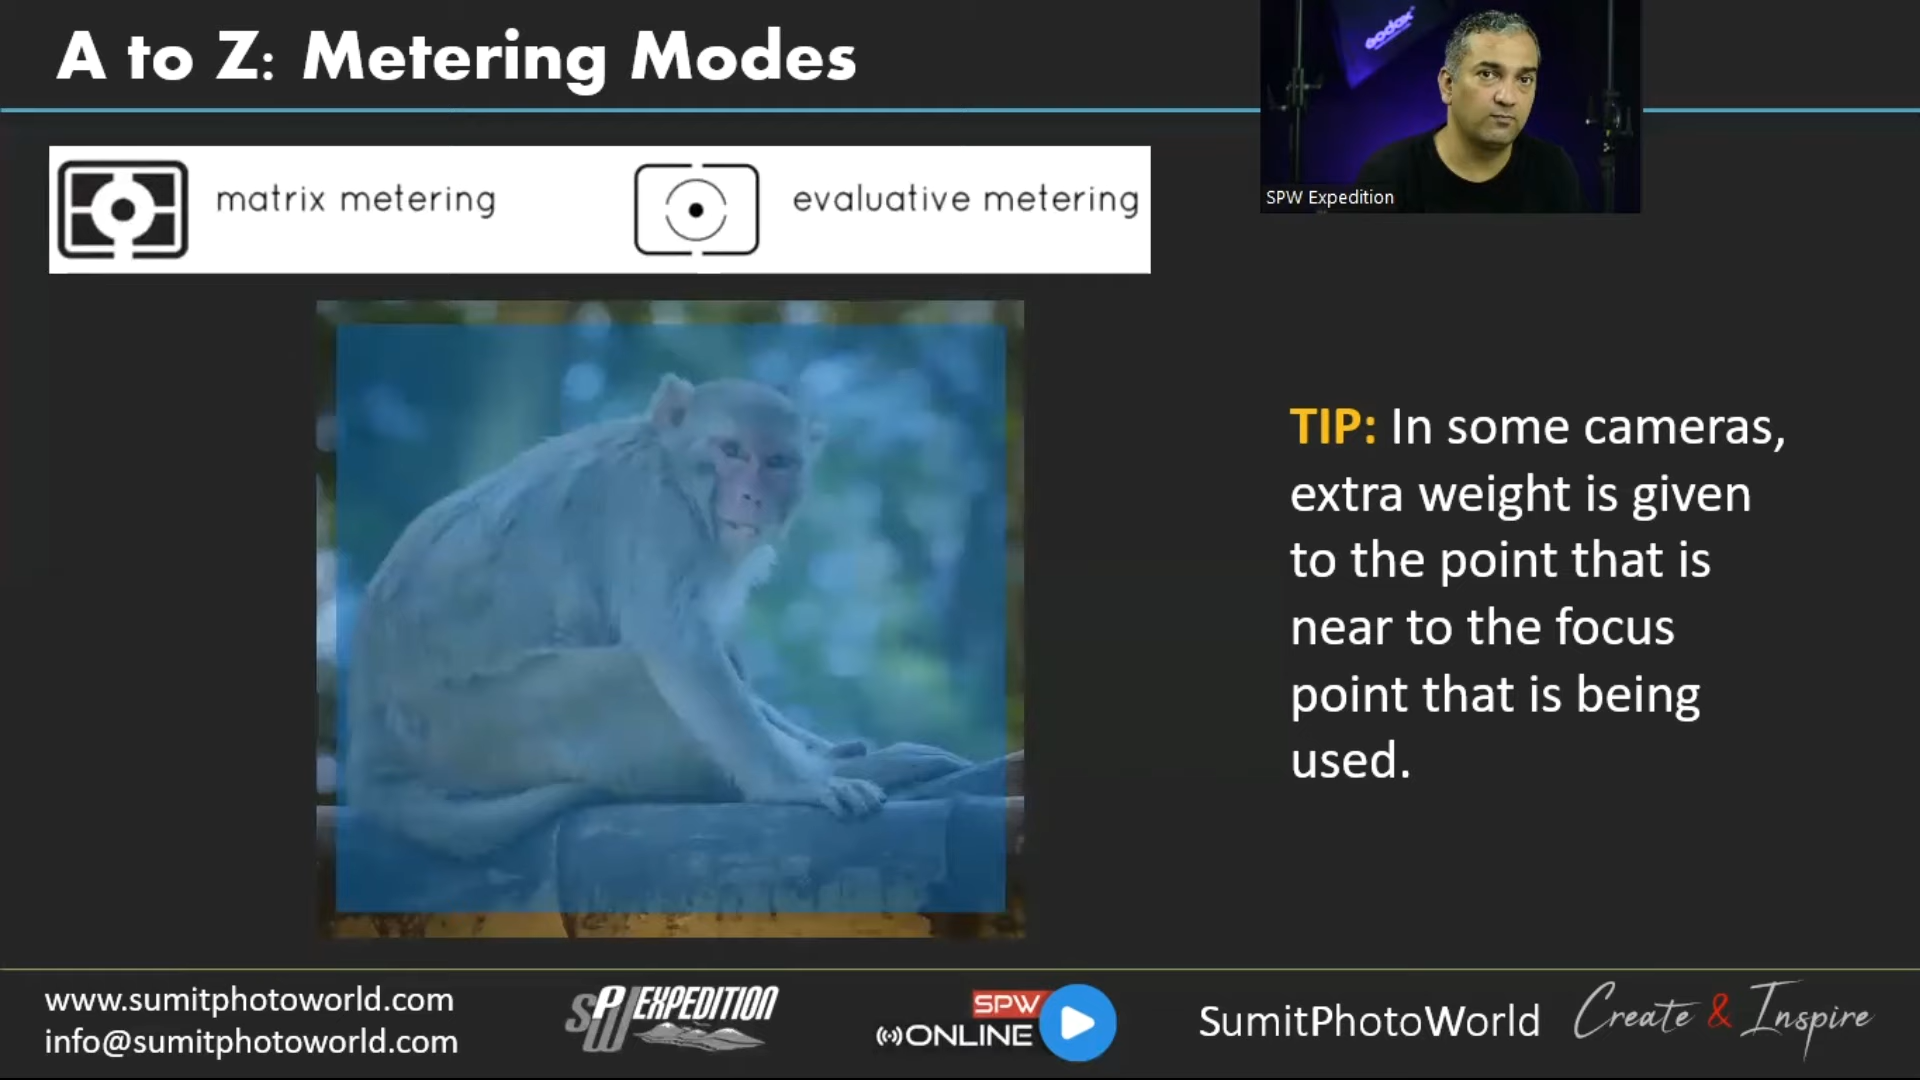 A to Z: Metering Modes
Godox
SPW Expedition
matrix metering
evaluative metering
TIP: In some cameras,
extra weight is given
to the point that is
near to the focus
point that is being
used.
www.sumitphotoworld.com
info@sumitphotoworld.com
SPW EXPEDITION
SPW
ONLINE
SumitPhotoWorld
Create & Inspire